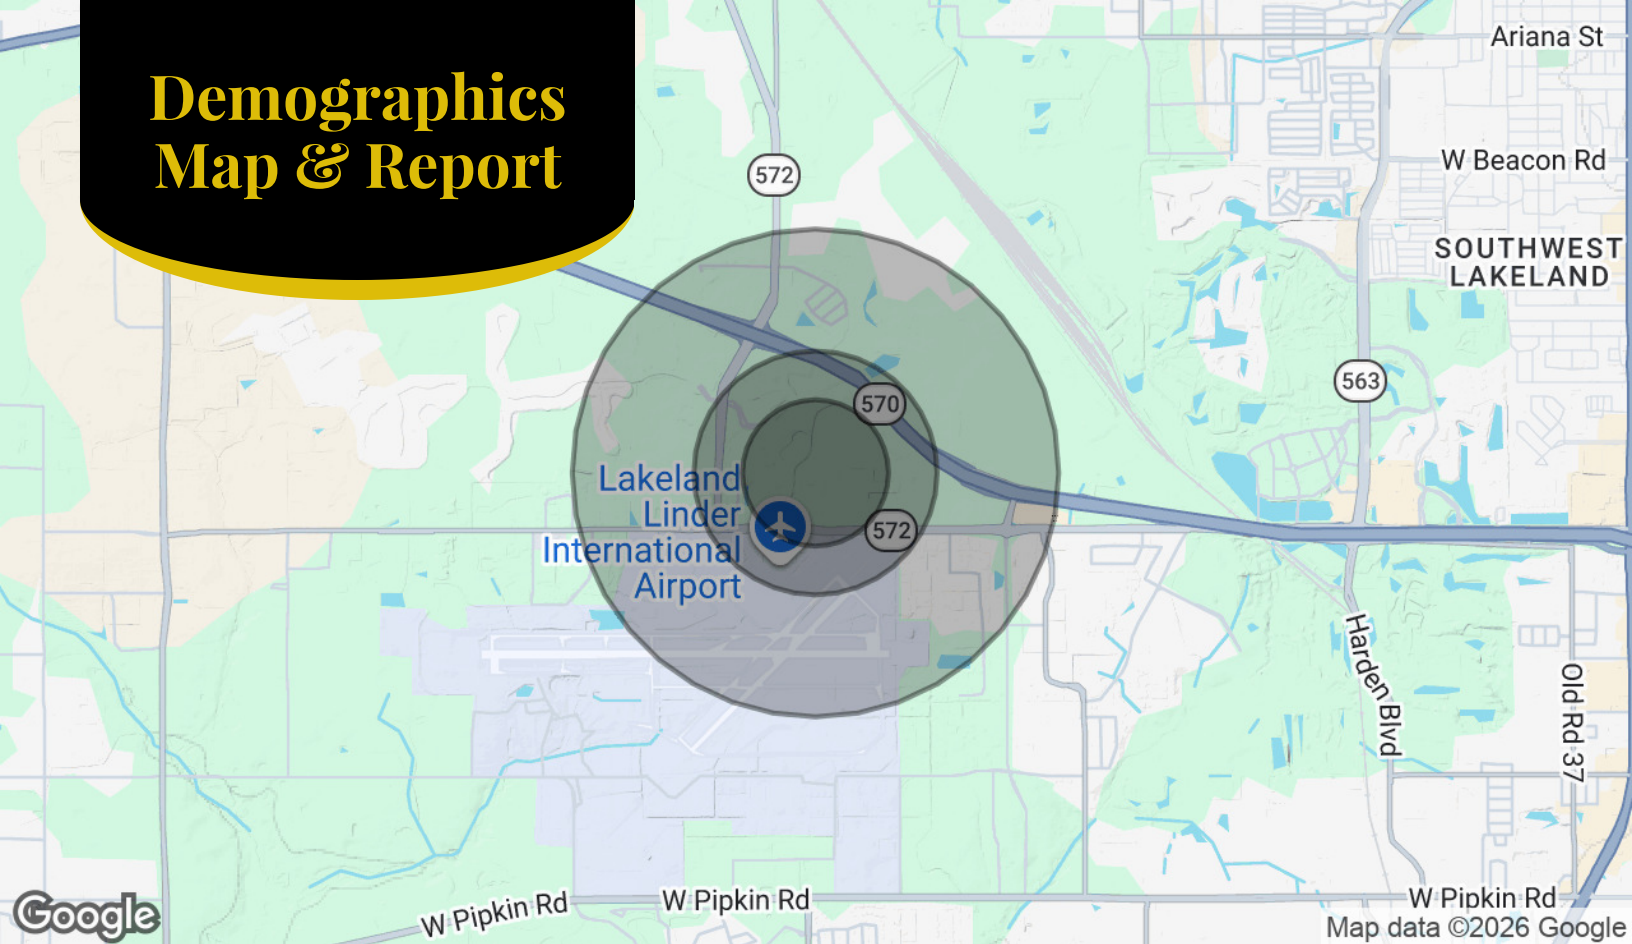 Demographics
Map & Report
Ariana St
W Beacon Rd
572
SOUTHWEST
LAKELAND
563
570
Lakeland
Linder
International
Airport
572
Harden Blvd
Old Rd 37
W Pipkin Rd
W Pipkin Rd
W Pipkin Rd
Google
Map data ©2026 Google